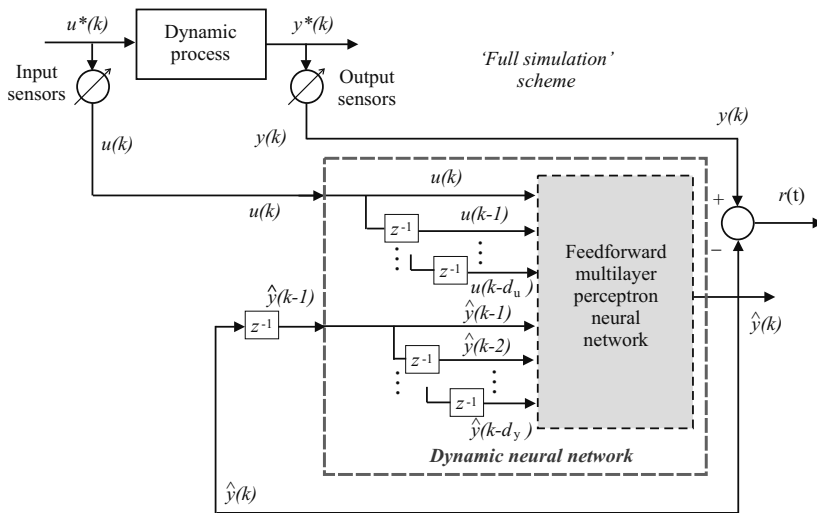 u*(k)
Dynamic
process
y*(k)
Input
sensors
Output
sensors
'Full simulation'
scheme
u(k)
y(k)
y(k)
u(k)
u(k)
z⁻¹
u(k-1)
z⁻¹
u(k-dᵤ)
ŷ(k-1)
z⁻¹
ŷ(k-1)
z⁻¹
ŷ(k-2)
z⁻¹
ŷ(k-d_y)
Feedforward
multilayer
perceptron
neural
network
+
−
r(t)
ŷ(k)
Dynamic neural network
ŷ(k)